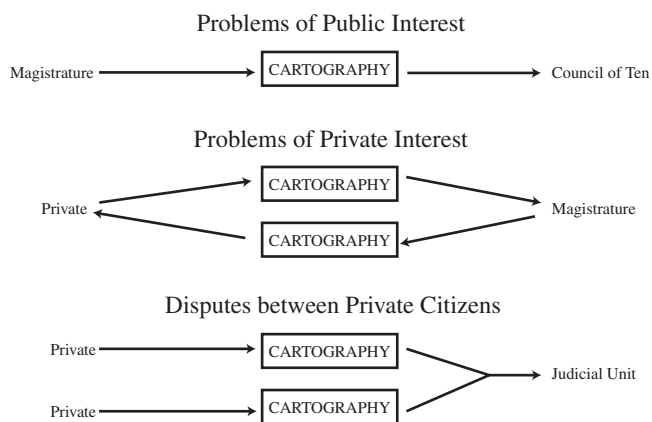 Problems of Public Interest
Magistrature CARTOGRAPHY Council of Ten
Problems of Private Interest
CARTOGRAPHY
Private Magistrature
CARTOGRAPHY
Disputes between Private Citizens
Private CARTOGRAPHY
Judicial Unit
Private CARTOGRAPHY